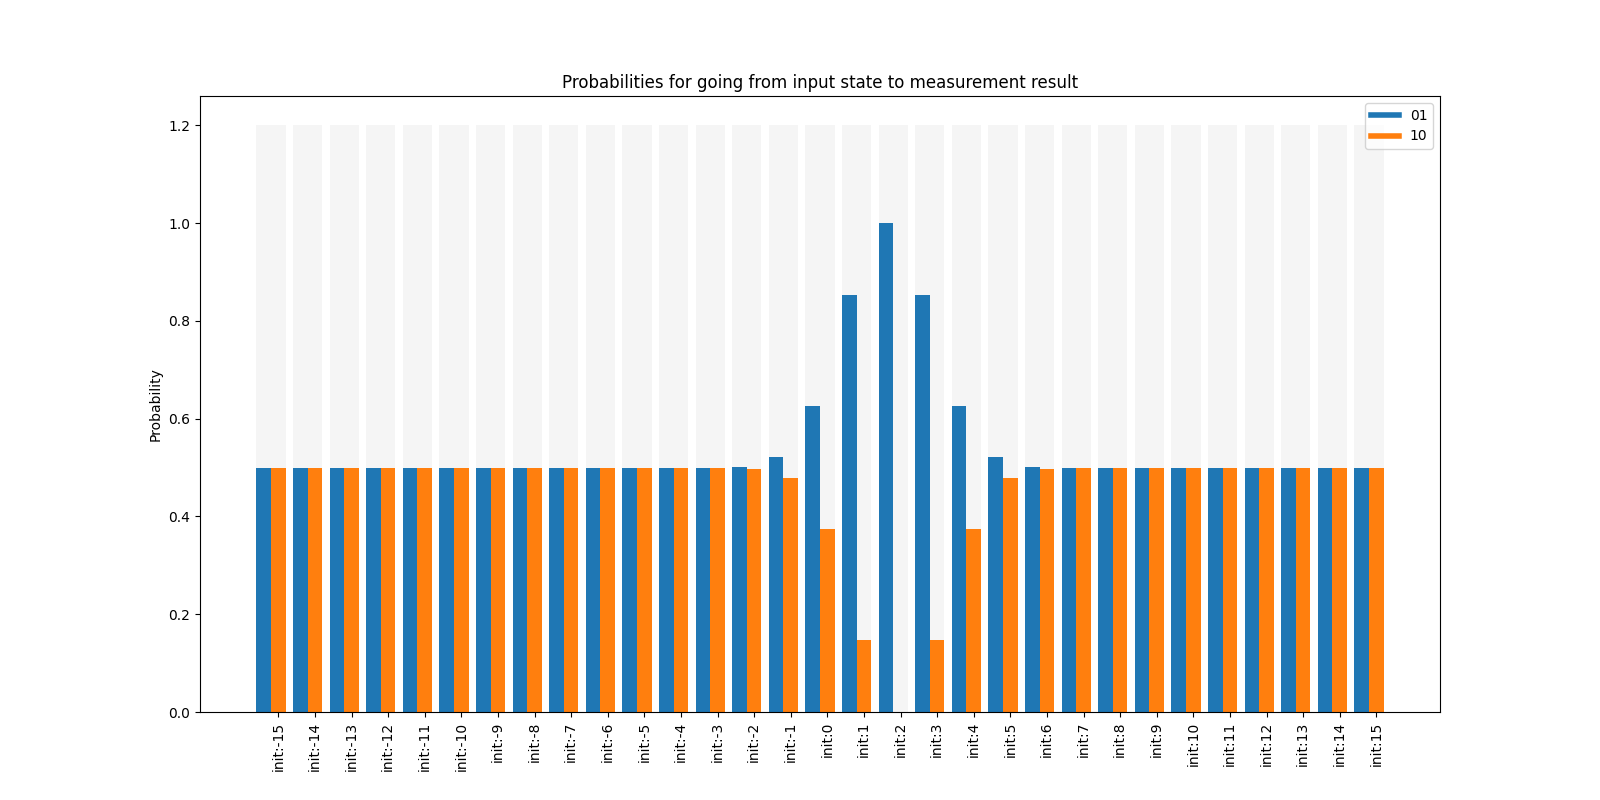 Probabilities for going from input state to measurement result
01
10
Probability
1.2
1.0
0.8
0.6
0.4
0.2
0.0
init:-15
init:-14
init:-13
init:-12
init:-11
init:-10
init:-9
init:-8
init:-7
init:-6
init:-5
init:-4
init:-3
init:-2
init:-1
init:0
init:1
init:2
init:3
init:4
init:5
init:6
init:7
init:8
init:9
init:10
init:11
init:12
init:13
init:14
init:15